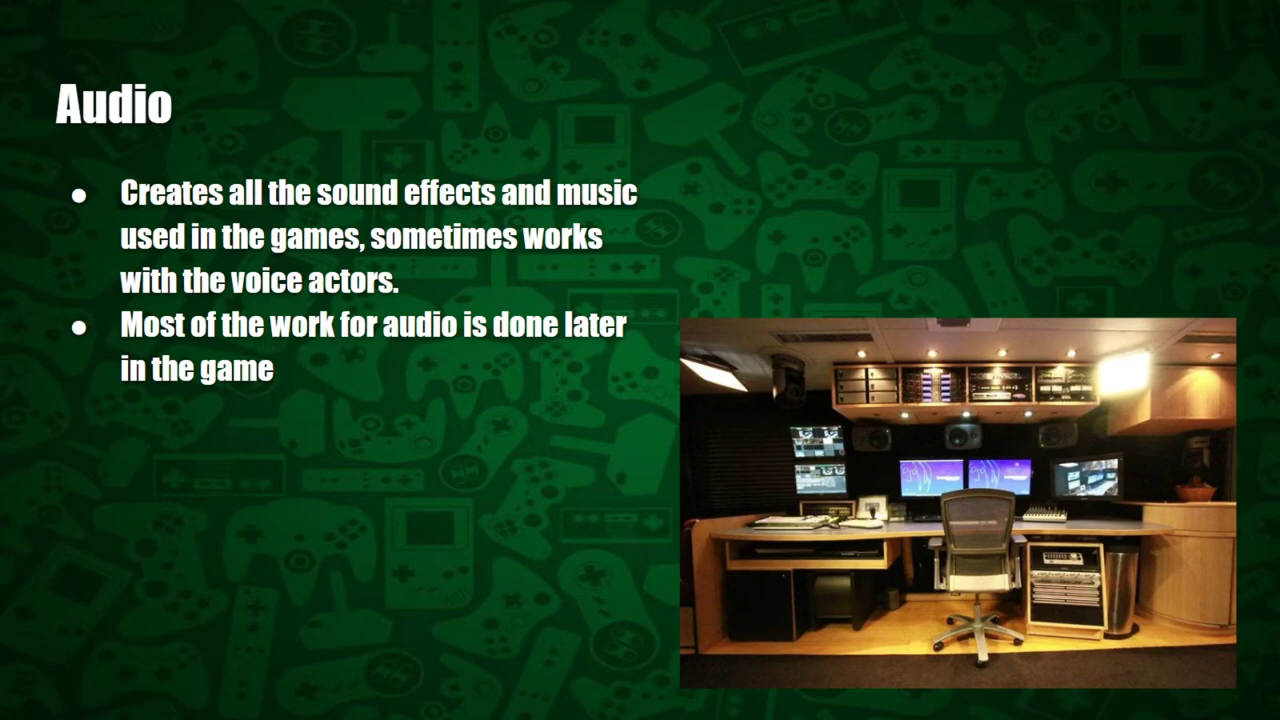 Audio
● Creates all the sound effects and music
used in the games, sometimes works
with the voice actors.
● Most of the work for audio is done later
in the game